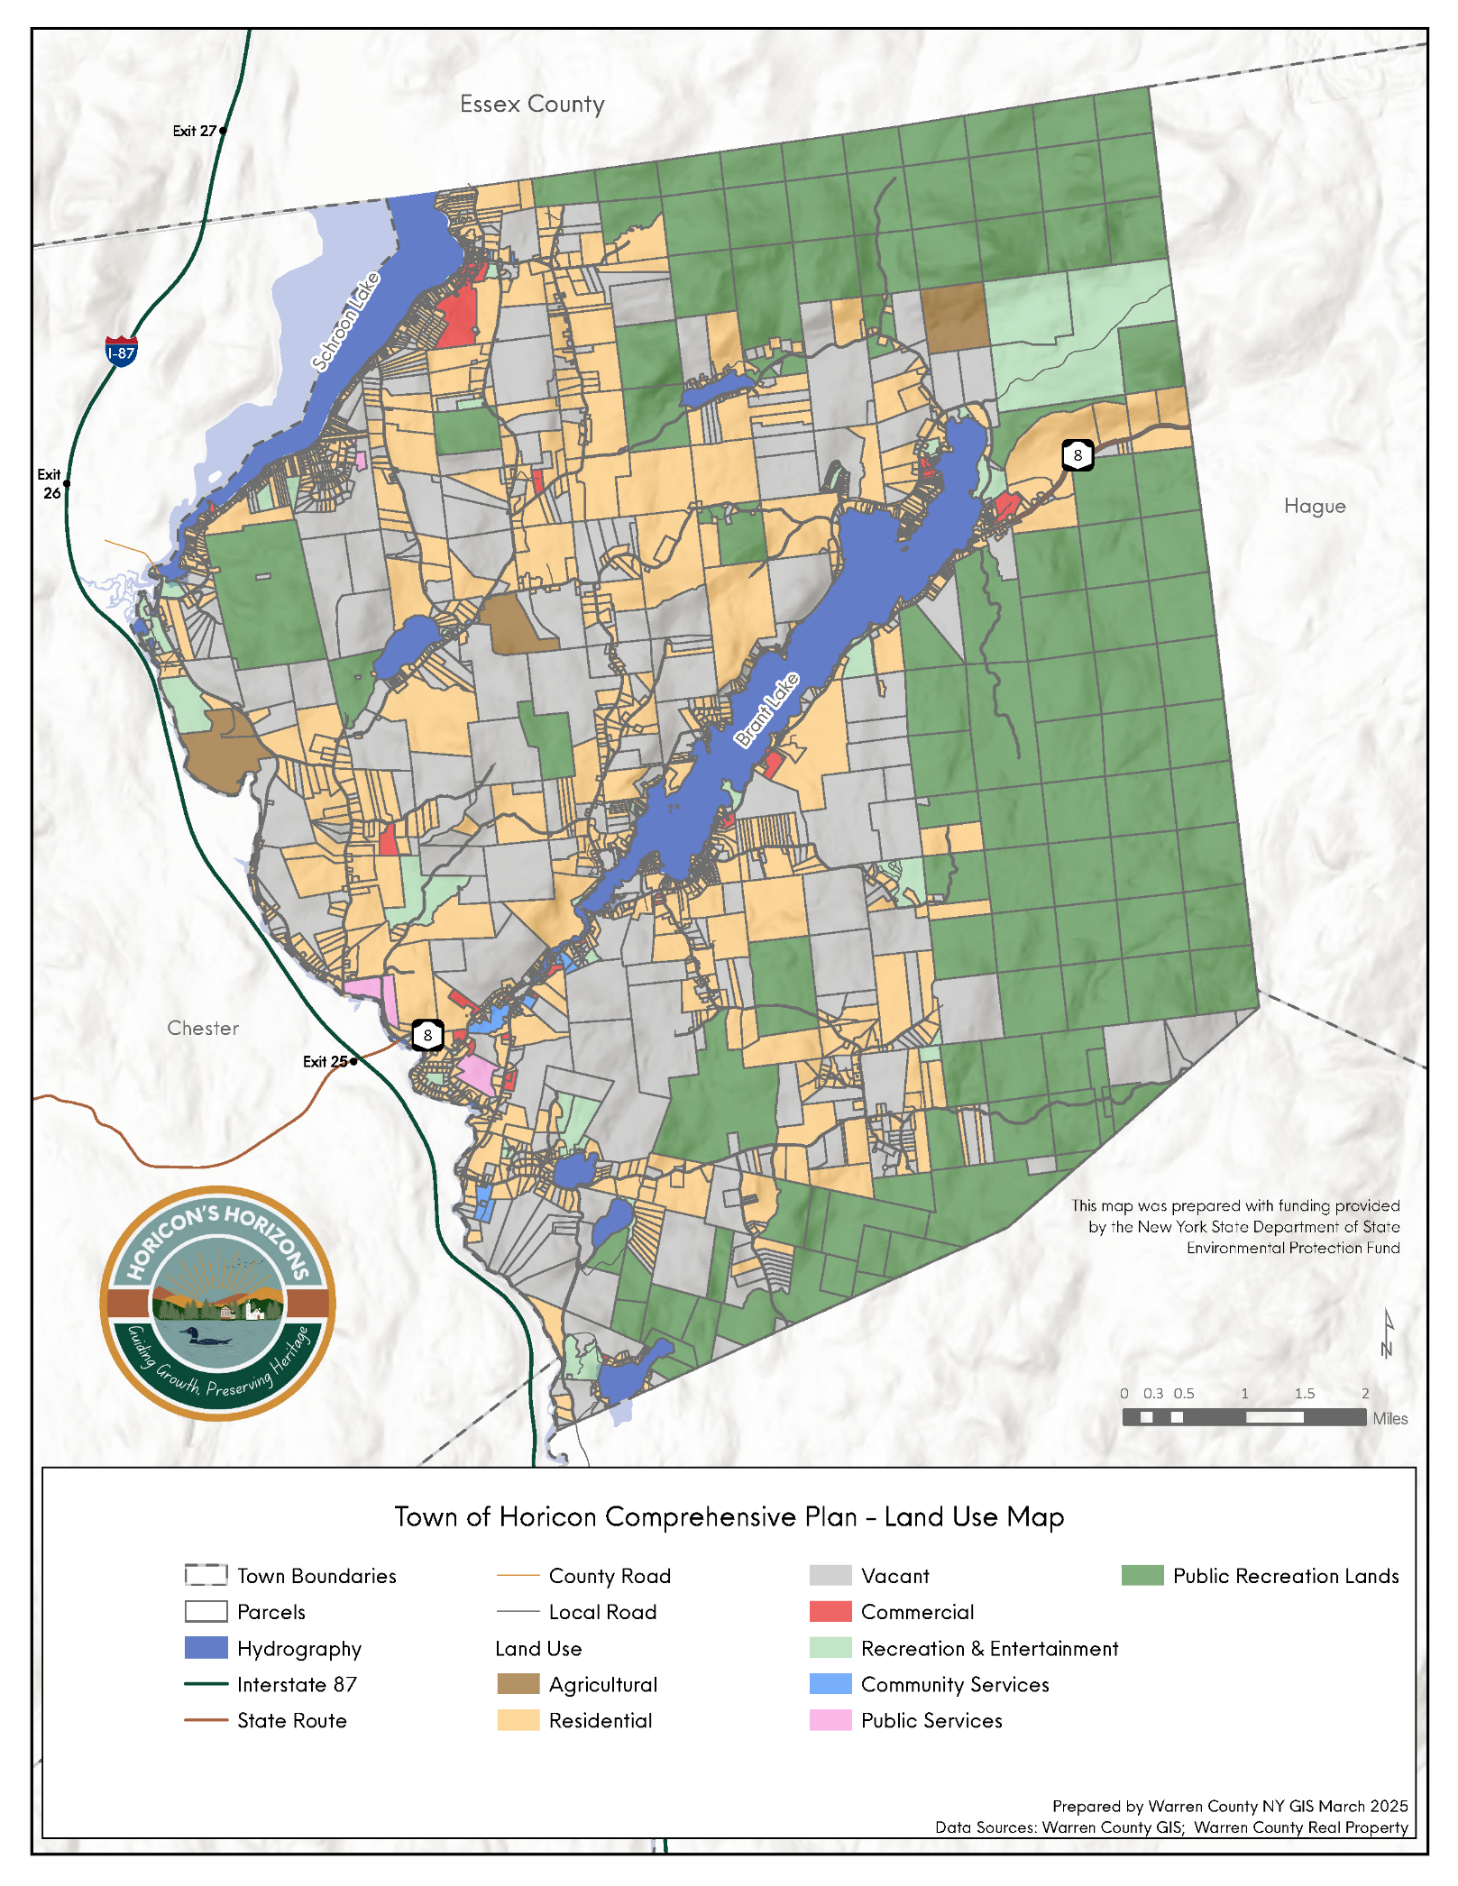 Essex County
Exit 27
Schroon Lake
I-87
Exit
26
8
Hague
Brant Lake
Chester
8
Exit 25
This map was prepared with funding provided
by the New York State Department of State
Environmental Protection Fund
HORICON'S HORIZONS
Guiding Growth, Preserving Heritage
N
0 0.3 0.5 1 1.5 2
Miles
Town of Horicon Comprehensive Plan - Land Use Map
Town Boundaries
Parcels
Hydrography
Interstate 87
State Route
County Road
Local Road
Land Use
Agricultural
Residential
Vacant
Commercial
Recreation & Entertainment
Community Services
Public Services
Public Recreation Lands
Prepared by Warren County NY GIS March 2025
Data Sources: Warren County GIS; Warren County Real Property